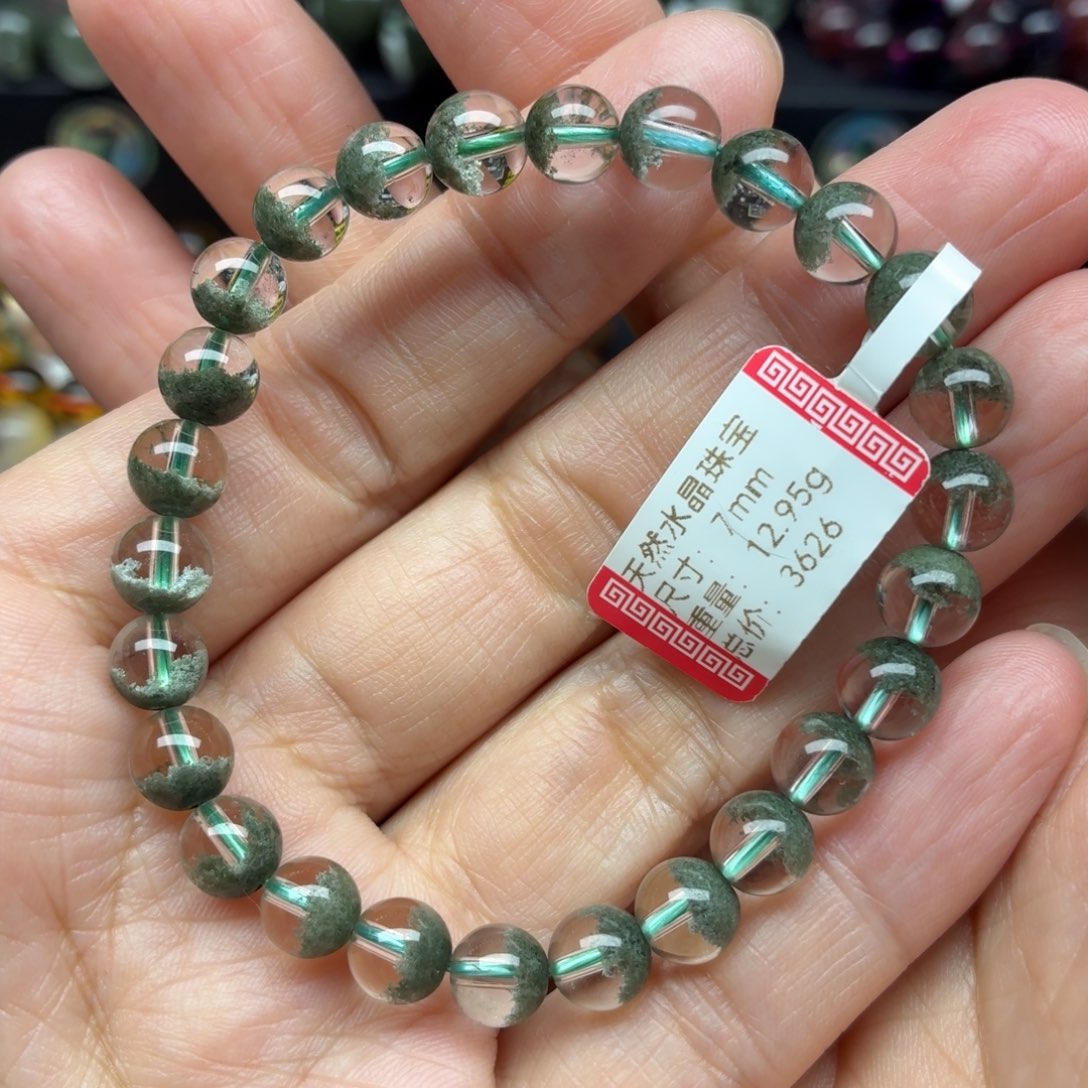 天然水晶珠宝
尺寸: 7mm
重量: 12.95g
总价: 3626